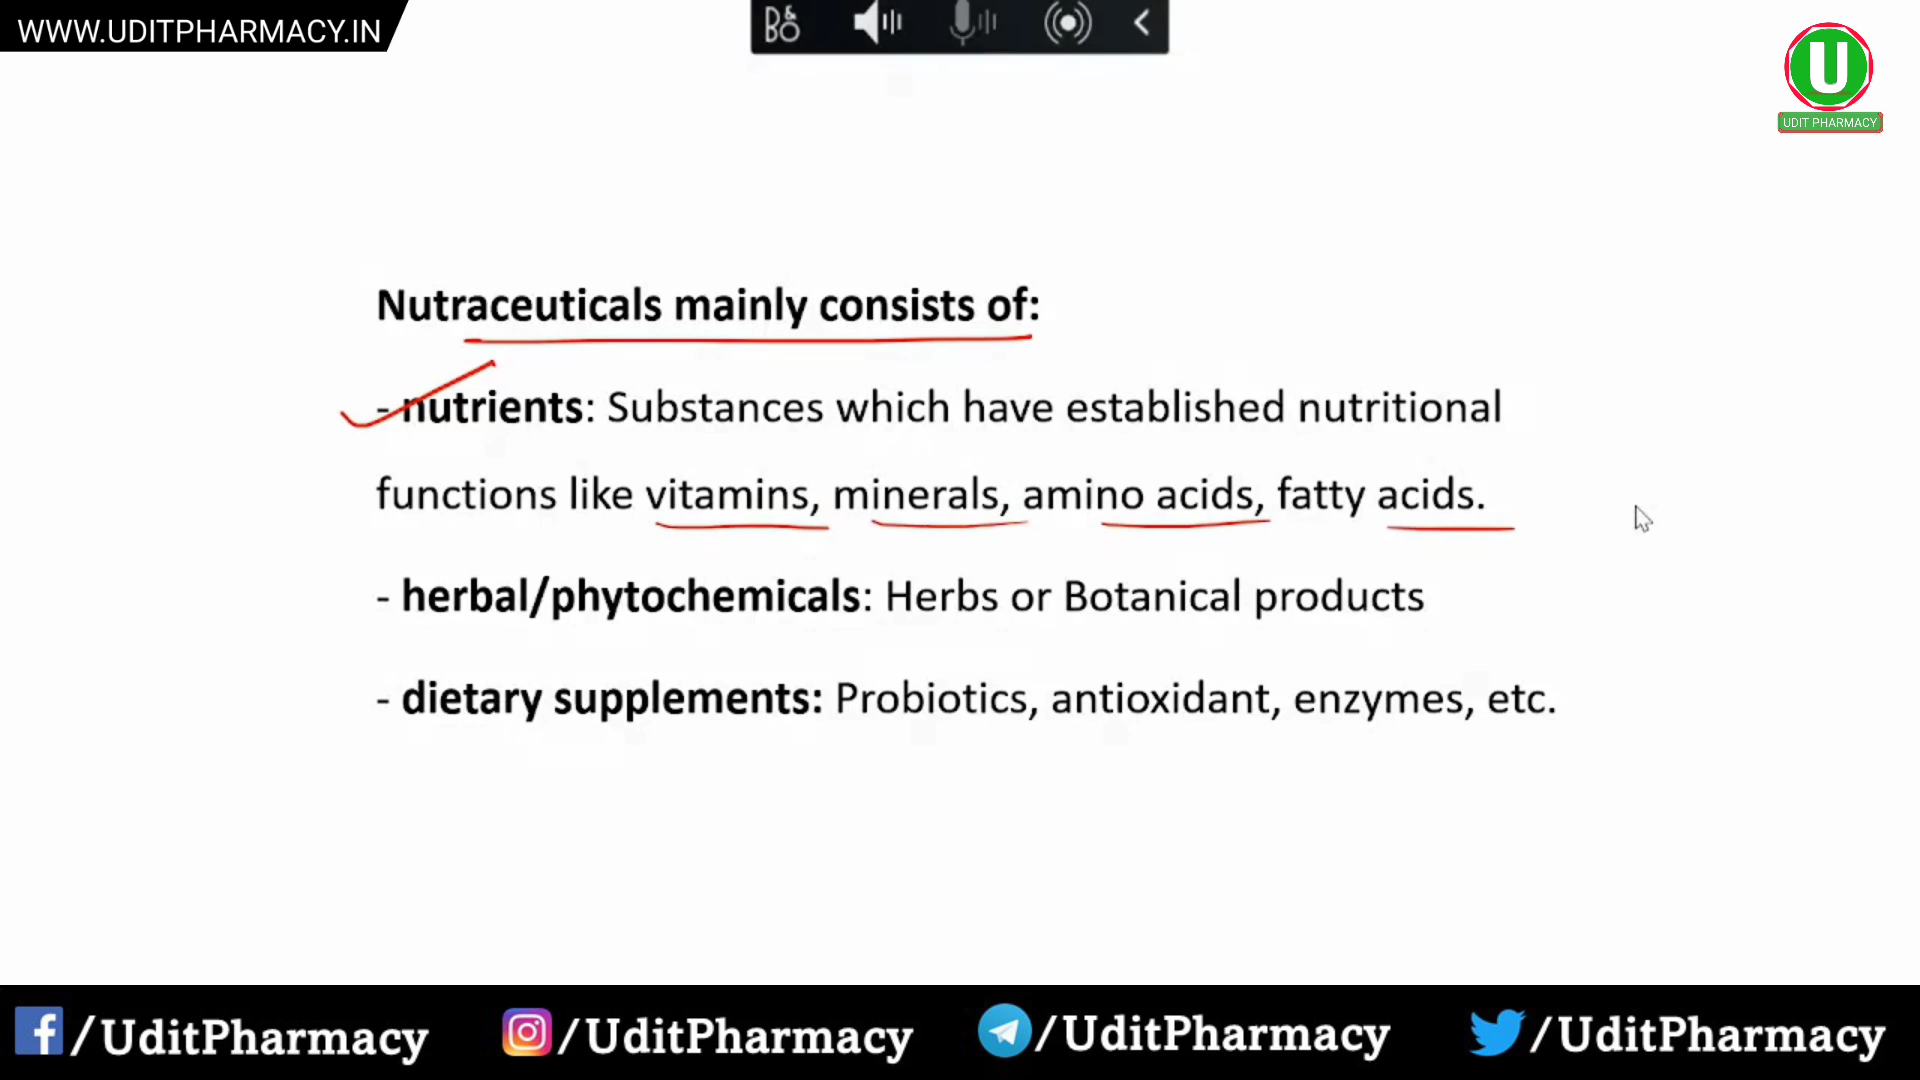 WWW.UDITPHARMACY.IN
U
UDIT PHARMACY
Nutraceuticals mainly consists of:
- nutrients: Substances which have established nutritional
functions like vitamins, minerals, amino acids, fatty acids.
- herbal/phytochemicals: Herbs or Botanical products
- dietary supplements: Probiotics, antioxidant, enzymes, etc.
/UditPharmacy /UditPharmacy /UditPharmacy /UditPharmacy